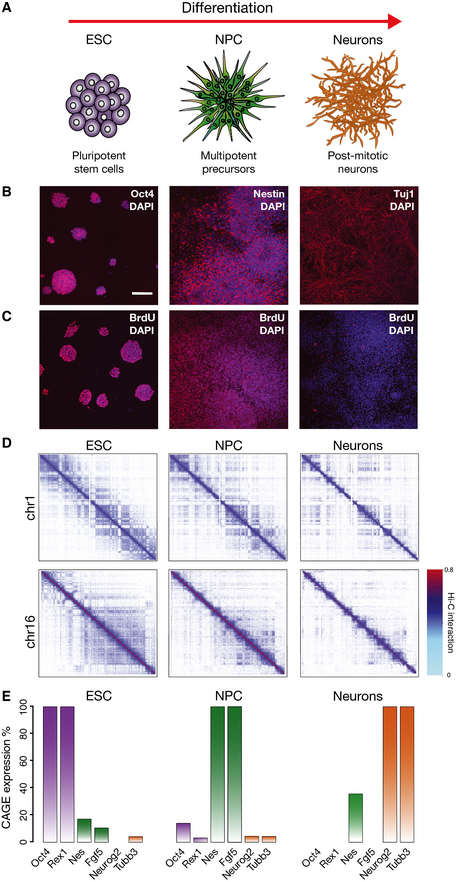 A
Differentiation
ESC
NPC
Neurons
Pluripotent
stem cells
Multipotent
precursors
Post-mitotic
neurons
B
Oct4
DAPI
Nestin
DAPI
Tuj1
DAPI
C
BrdU
DAPI
BrdU
DAPI
BrdU
DAPI
D
ESC
NPC
Neurons
chr1
chr16
0.8
Hi-C interaction
0
E
ESC
NPC
Neurons
CAGE expression %
100
80
60
40
20
0
Oct4
Rex1
Nes
Fgf5
Neurog2
Tubb3
Oct4
Rex1
Nes
Fgf5
Neurog2
Tubb3
Oct4
Rex1
Nes
Fgf5
Neurog2
Tubb3